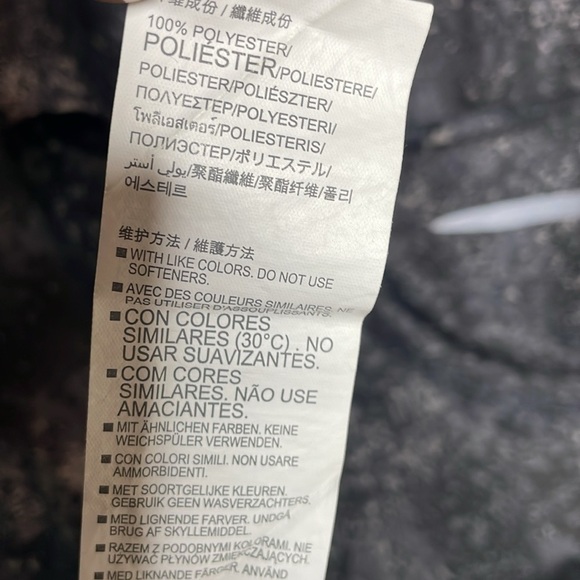 维成份 / 纖維成份
100% POLYESTER/
POLIÉSTER/POLIESTERE/
POLIESTER/POLIÉSZTER/
ΠΟΛΥΕΣΤΕΡ/POLYESTERI/
โพลีเอสเตอร์/POLIESTERIS/
ПОЛИЭСТЕР/ポリエステル/
بولي أستر/聚酯纖維/聚酯纤维/폴리
에스테르
维护方法 / 維護方法
WITH LIKE COLORS. DO NOT USE
SOFTENERS.
AVEC DES COULEURS SIMILAIRES. NE
PAS UTILISER D'ASSOUPLISSANTS.
CON COLORES
SIMILARES (30°C) . NO
USAR SUAVIZANTES.
COM CORES
SIMILARES. NÃO USE
AMACIANTES.
MIT ÄHNLICHEN FARBEN. KEINE
WEICHSPÜLER VERWENDEN.
CON COLORI SIMILI. NON USARE
AMMORBIDENTI.
MET SOORTGELIJKE KLEUREN.
GEBRUIK GEEN WASVERZACHTERS.
MED LIGNENDE FARVER. UNDGÅ
BRUG AF SKYLLEMIDDEL.
RAZEM Z PODOBNYMI KOLORAMI. NIE
UŻYWAĆ PŁYNÓW ZMIĘKCZAJĄCYCH.
MED LIKNANDE FÄRGER. ANVÄND